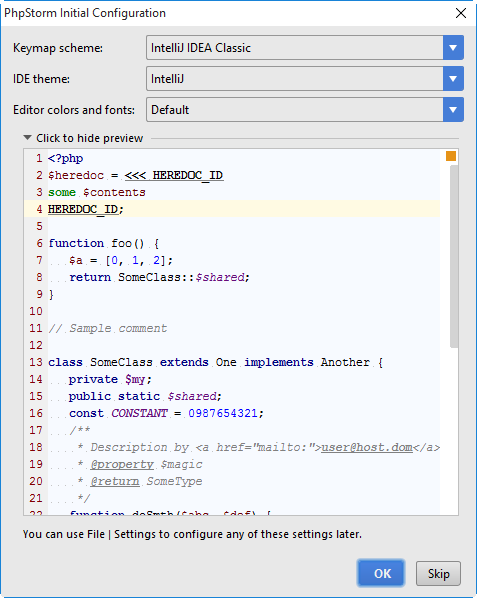 PhpStorm Initial Configuration
Keymap scheme: IntelliJ IDEA Classic
IDE theme: IntelliJ
Editor colors and fonts: Default
Click to hide preview
1 <?php
2 $heredoc = <<< HEREDOC_ID
3 some $contents
4 HEREDOC_ID;
5
6 function foo() {
7 $a = [0, 1, 2];
8 return SomeClass::$shared;
9 }
10
11 // Sample comment
12
13 class SomeClass extends One implements Another {
14 private $my;
15 public static $shared;
16 const CONSTANT = 0987654321;
17 /**
18 * Description by <a href="mailto:">user@host.dom</a>
19 * @property $magic
20 * @return SomeType
21 */
22 function doSmth($abc, $def) {
You can use File | Settings to configure any of these settings later.
OK Skip